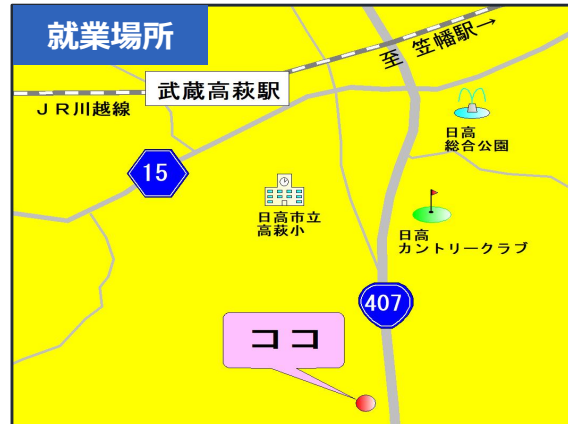 就業場所
至 笠幡駅→
武蔵高萩駅
JR川越線
日高
総合公園
15
日高市立
高萩小
日高
カントリークラブ
407
ココ